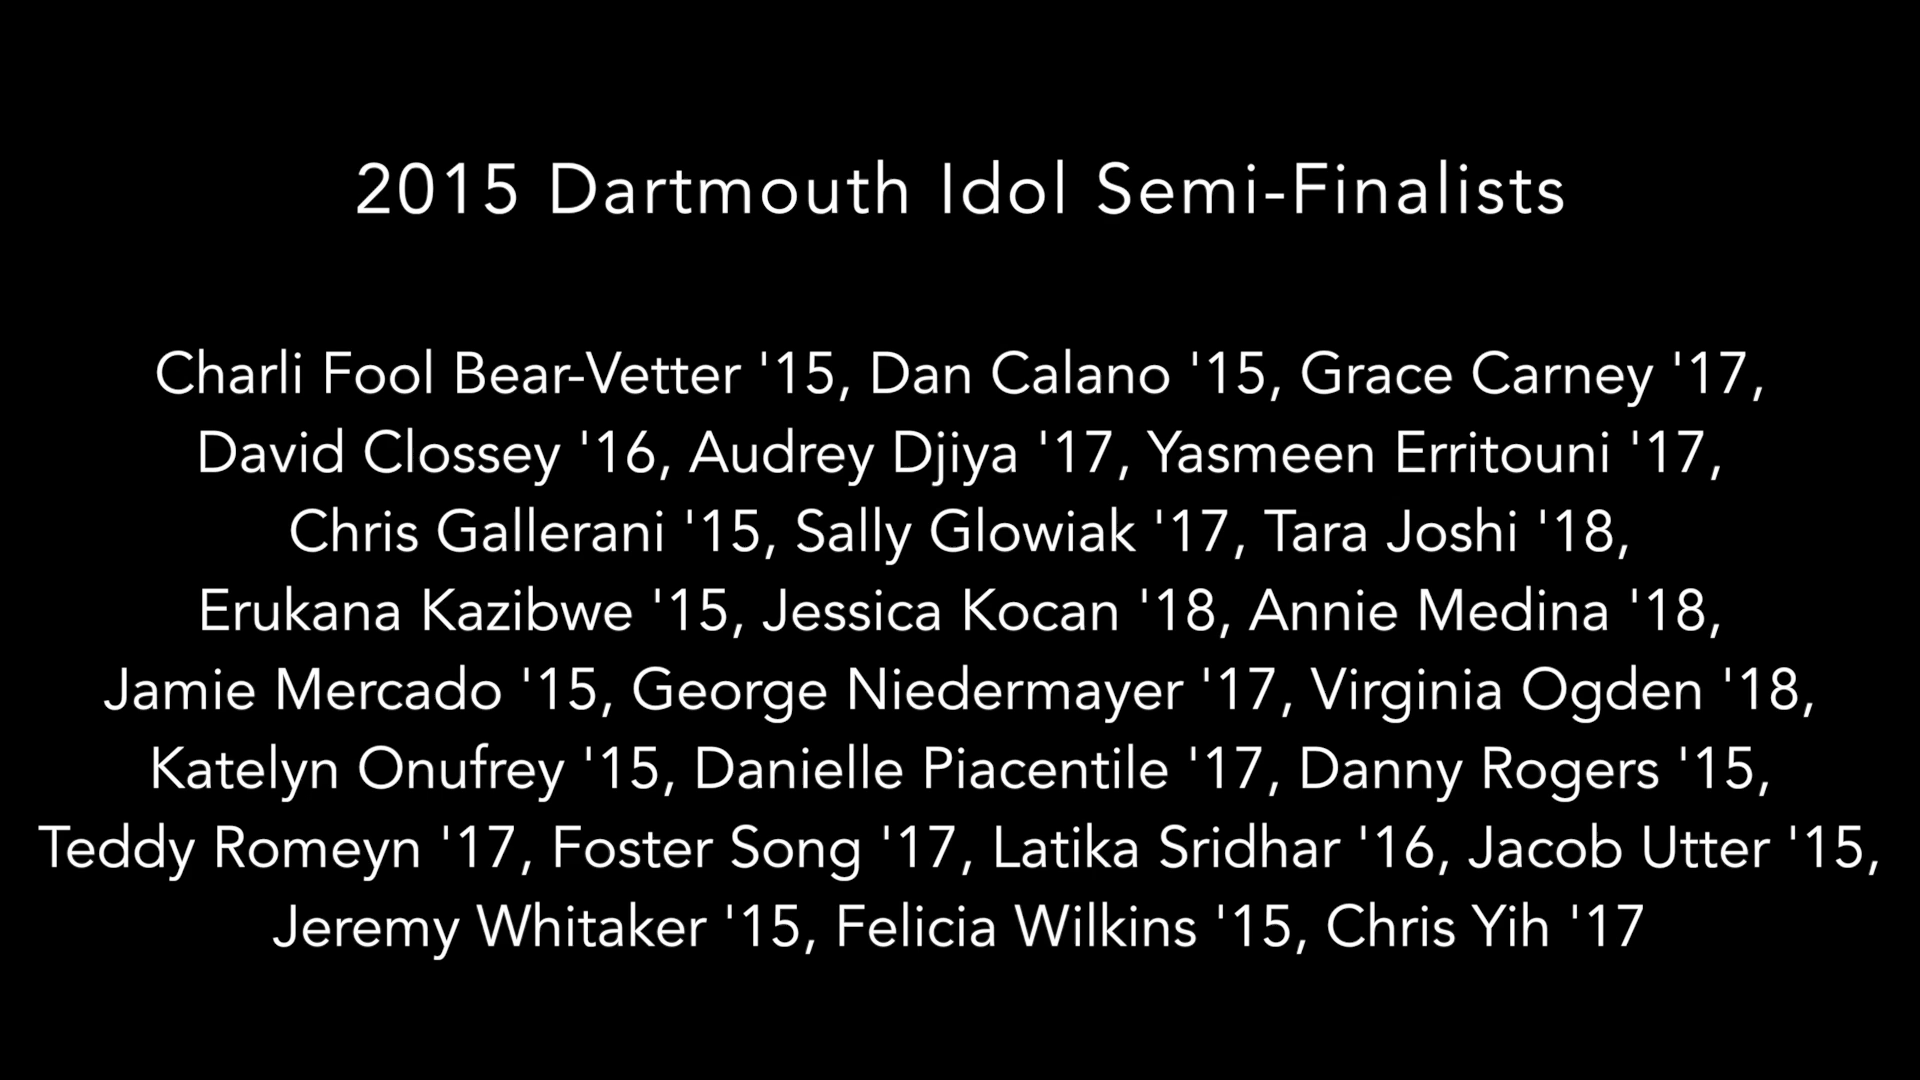 2015 Dartmouth Idol Semi-Finalists
Charli Fool Bear-Vetter '15, Dan Calano '15, Grace Carney '17,
David Clossey '16, Audrey Djiya '17, Yasmeen Erritouni '17,
Chris Gallerani '15, Sally Glowiak '17, Tara Joshi '18,
Erukana Kazibwe '15, Jessica Kocan '18, Annie Medina '18,
Jamie Mercado '15, George Niedermayer '17, Virginia Ogden '18,
Katelyn Onufrey '15, Danielle Piacentile '17, Danny Rogers '15,
Teddy Romeyn '17, Foster Song '17, Latika Sridhar '16, Jacob Utter '15,
Jeremy Whitaker '15, Felicia Wilkins '15, Chris Yih '17